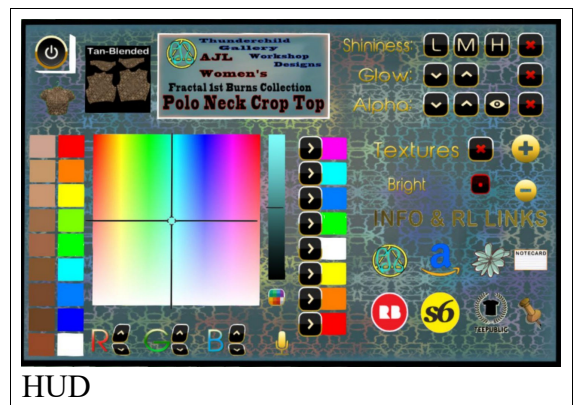 Tan-Blended
Thunderchild
Gallery
AJL Workshop
Designs
Women's
Fractal 1st Burns Collection
Polo Neck Crop Top
Shininess: L M H
Glow:
Alpha:
Textures
Bright
INFO & RL LINKS
a
NOTECARD
RB
s6
TEEPUBLIC
R G B
HUD